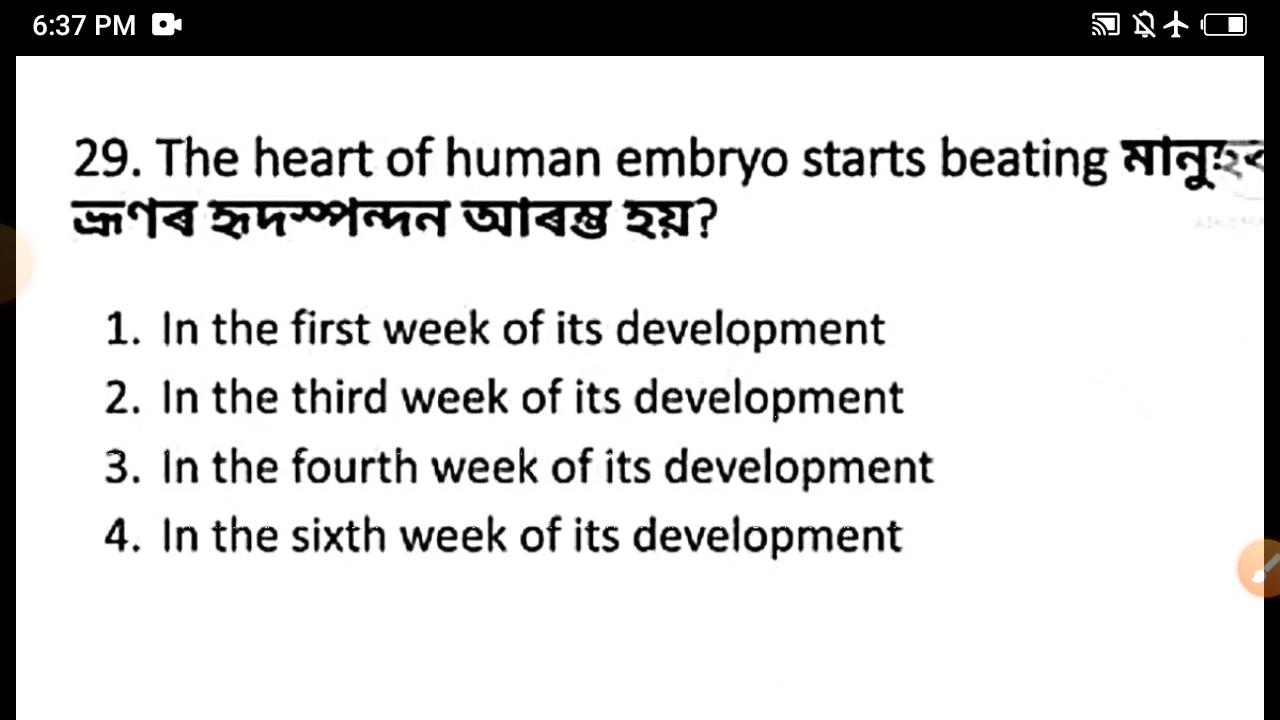 6:37 PM
29. The heart of human embryo starts beating
ভ্ৰূণৰ হৃদস্পন্দন আৰম্ভ হয়?
1. In the first week of its development
2. In the third week of its development
3. In the fourth week of its development
4. In the sixth week of its development